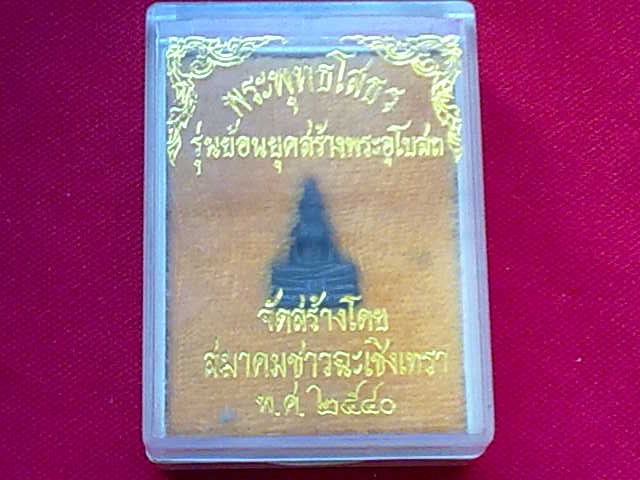 พระพุทธโสธร
รุ่นย้อนยุคสร้างพระอุโบสถ
จัดสร้างโดย
สมาคมชาวฉะเชิงเทรา
พ.ศ. ๒๕๔๐